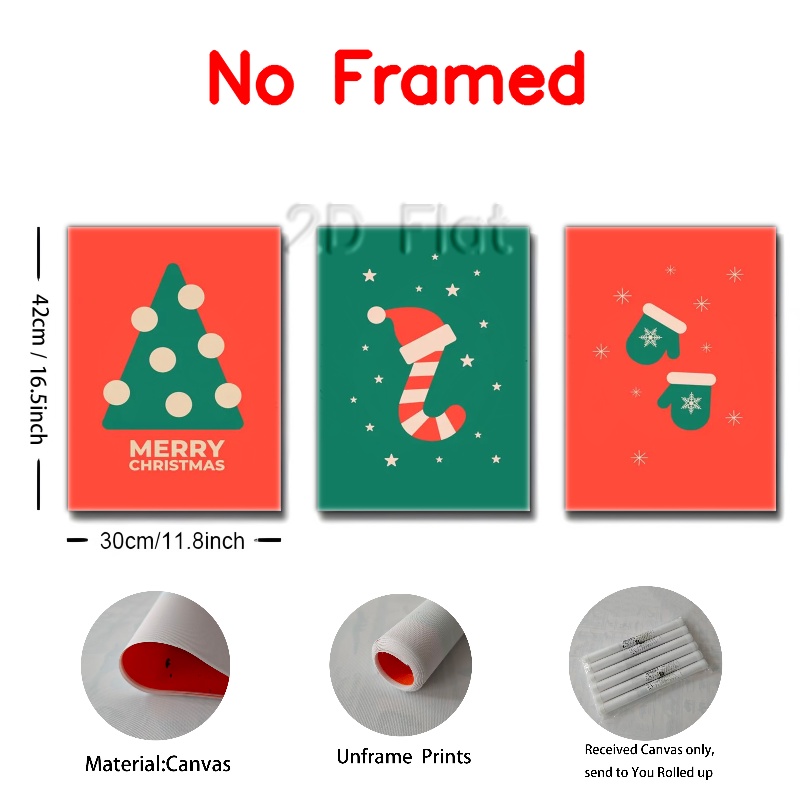 No Framed
2D Flat
42cm / 16.5inch
MERRY
CHRISTMAS
30cm/11.8inch
Material:Canvas
Unframe Prints
Received Canvas only,
send to You Rolled up